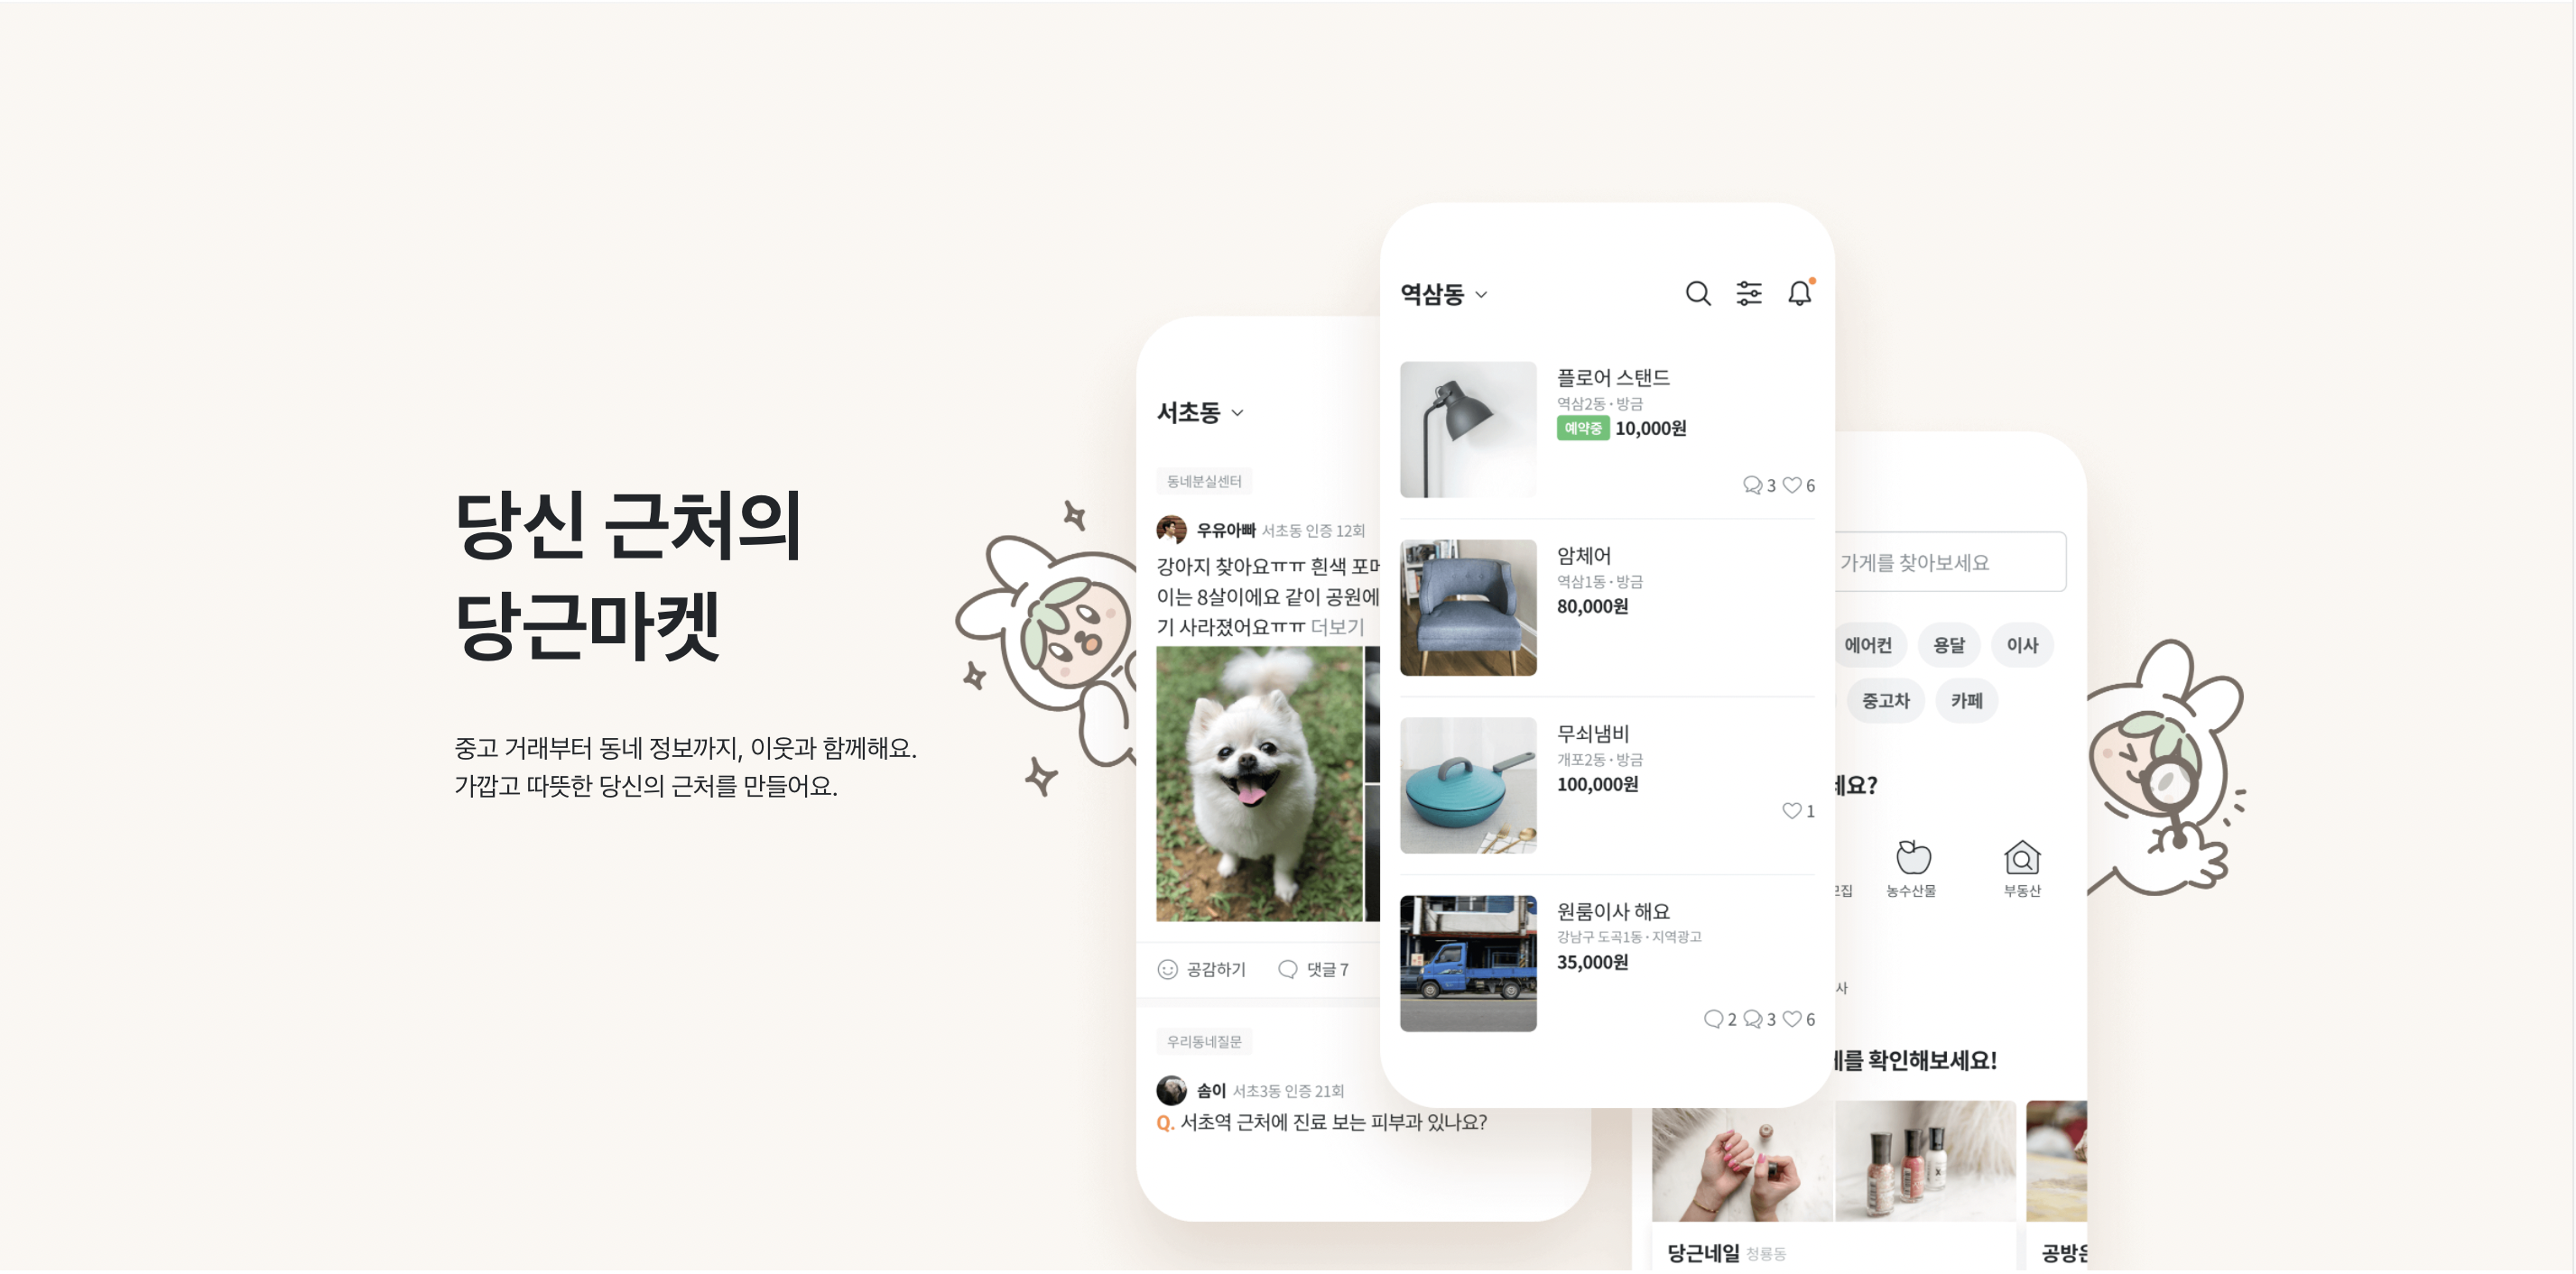 당신 근처의
당근마켓
중고 거래부터 동네 정보까지, 이웃과 함께해요.
가깝고 따뜻한 당신의 근처를 만들어요.
서초동
동네분실센터
우유아빠 서초동 인증 12회
강아지 찾아요ㅠㅠ 흰색
이는 8살이에요 같이 공원에
기 사라졌어요ㅠㅠ 더보기
공감하기 댓글 7
우리동네질문
솜이 서초3동 인증 21회
Q. 서초역 근처에 진료 보는 피부과 있나요?
역삼동
플로어 스탠드
역삼2동 · 방금
예약중 10,000원
3 6
암체어
역삼1동 · 방금
80,000원
무쇠냄비
개포2동 · 방금
100,000원
1
원룸이사 해요
강남구 도곡1동 · 지역광고
35,000원
2 3 6
가게를 찾아보세요
에어컨 용달 이사
중고차 카페
요?
농수산물 부동산
사
를 확인해보세요!
당근네일 청룡동
공방